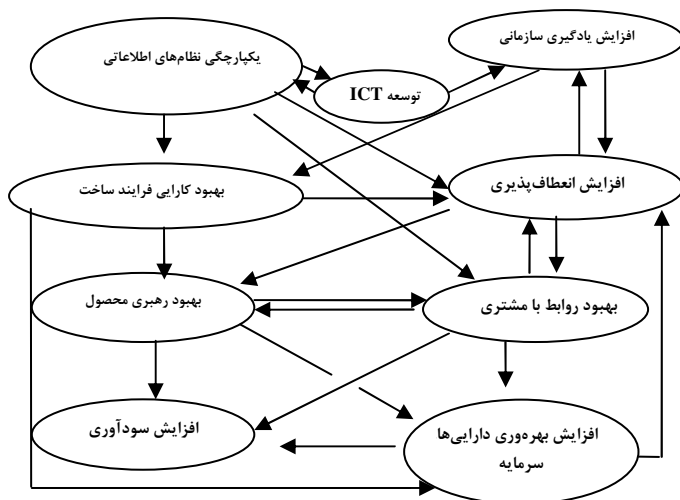 افزایش یادگیری سازمانی
یکپارچگی نظام‌های اطلاعاتی
توسعه ICT
افزایش انعطاف‌پذیری
بهبود کارایی فرایند ساخت
بهبود روابط با مشتری
بهبود رهبری محصول
افزایش بهره‌وری دارایی‌ها
سرمایه
افزایش سودآوری